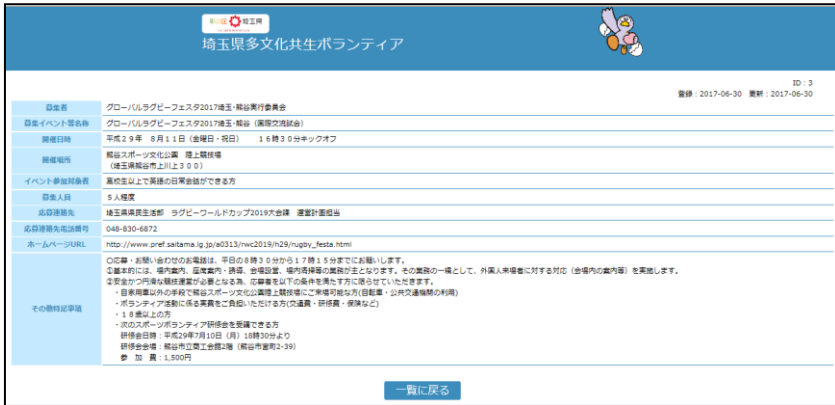 埼玉県
埼玉県多文化共生ボランティア
ID：3
登録：2017-06-30 更新：2017-06-30
募集者 グローバルラグビーフェスタ2017埼玉・熊谷実行委員会
募集イベント等名称 グローバルラグビーフェスタ2017埼玉・熊谷（国際交流試合）
開催日時 平成２９年 ８月１１日（金曜日・祝日） １６時３０分キックオフ
開催場所 熊谷スポーツ文化公園 陸上競技場
（埼玉県熊谷市上川上３００）
イベント参加対象者 高校生以上で英語の日常会話ができる方
募集人員 ５人程度
応募連絡先 埼玉県県民生活部 ラグビーワールドカップ2019大会課 運営計画担当
応募連絡先電話番号 048-830-6872
ホームページURL http://www.pref.saitama.lg.jp/a0313/rwc2019/h29/rugby_festa.html
その他特記事項 〇応募・お問い合わせのお電話は、平日の８時３０分から１７時１５分までにお願いします。
①基本的には、場内案内、座席案内・誘導、会場設営、場内清掃等の業務が主となります。その業務の一環として、外国人来場者に対する対応（会場内の案内等）を実施します。
②安全かつ円滑な競技運営が必要となる為、応募者を以下の条件を満たす方に限らせていただきます。
・自家用車以外の手段で熊谷スポーツ文化公園陸上競技場にご来場可能な方(自転車・公共交通機関の利用)
・ボランティア活動に係る実費をご負担いただける方(交通費・研修費・保険など)
・１８歳以上の方
・次のスポーツボランティア研修会を受講できる方
研修会日時：平成29年7月10日（月）18時30分より
研修会会場：熊谷市立商工会館2階（熊谷市宮町2-39）
参 加 費：1,500円
一覧に戻る